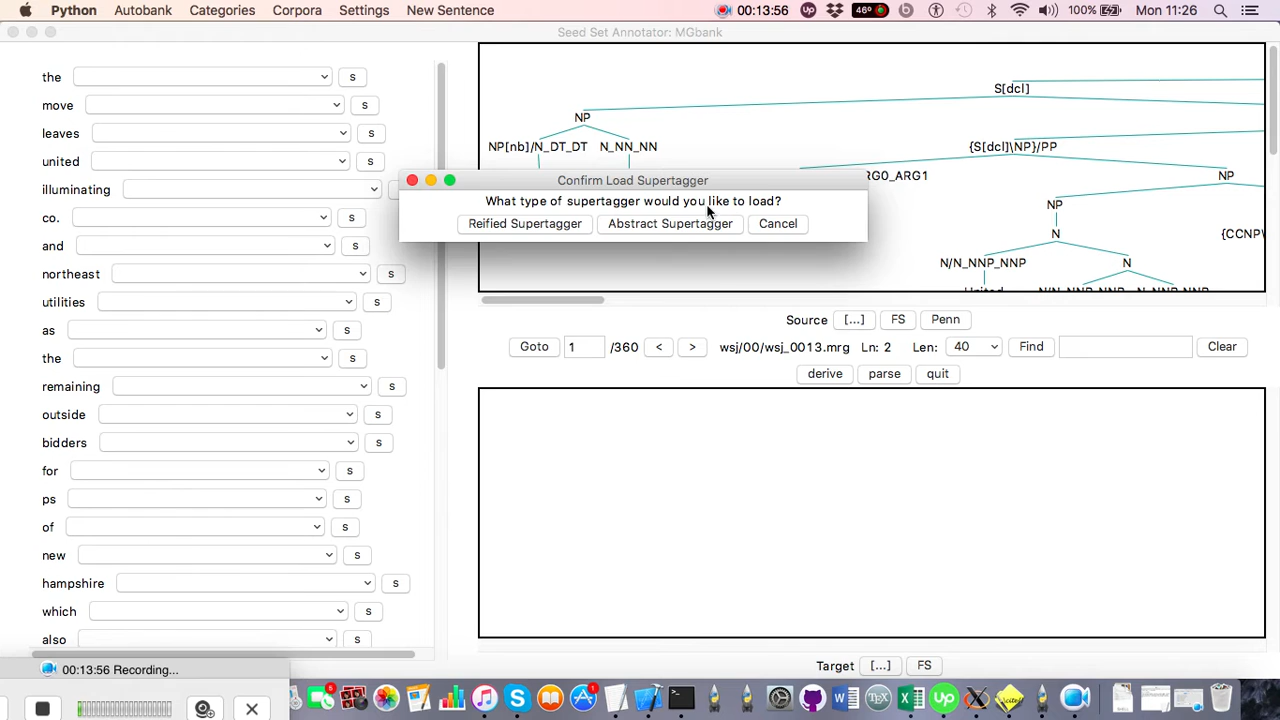 Python Autobank Categories Corpora Settings New Sentence 00:13:56 46° 100% Mon 11:26
Seed Set Annotator: MGbank
the s
move s
leaves s
united s
illuminating
co. s
and s
northeast s
utilities s
as s
the s
remaining s
outside s
bidders s
for s
ps s
of s
new s
hampshire s
which s
also s
S[dcl]
NP
NP[nb]/N_DT_DT N_NN_NN {S[dcl]\NP}/PP
RG0_ARG1 NP
NP
N {CCNP\
N/N_NNP_NNP N
Confirm Load Supertagger
What type of supertagger would you like to load?
Reified Supertagger Abstract Supertagger Cancel
Source [...] FS Penn
Goto 1 /360 < > wsj/00/wsj_0013.mrg Ln: 2 Len: 40 Find Clear
derive parse quit
Target [...] FS
00:13:56 Recording...